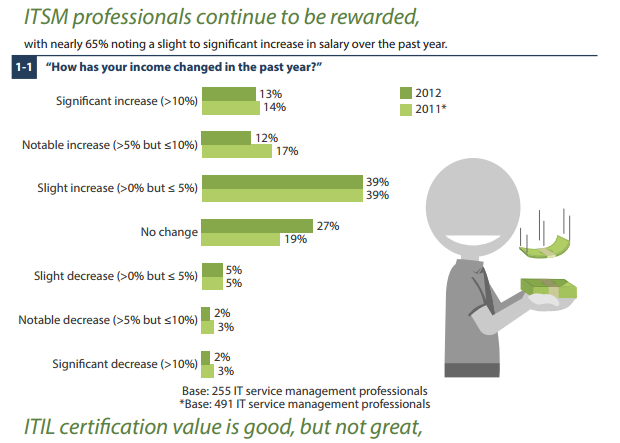 ITSM professionals continue to be rewarded,
with nearly 65% noting a slight to significant increase in salary over the past year.
1-1 “How has your income changed in the past year?”
2012
2011*
Significant increase (>10%) 13%
14%
Notable increase (>5% but ≤10%) 12%
17%
Slight increase (>0% but ≤ 5%) 39%
39%
No change 27%
19%
Slight decrease (>0% but ≤ 5%) 5%
5%
Notable decrease (>5% but ≤10%) 2%
3%
Significant decrease (>10%) 2%
3%
Base: 255 IT service management professionals
*Base: 491 IT service management professionals
ITIL certification value is good, but not great,